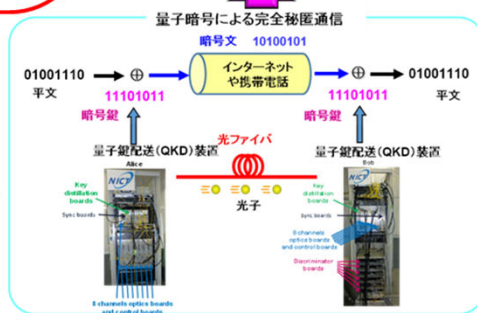 量子暗号による完全秘匿通信
暗号文 10100101
インターネット
や携帯電話
01001110
平文
11101011
暗号鍵
01001110
平文
11101011
暗号鍵
量子鍵配送(QKD)装置
Alice
光ファイバ
光子
量子鍵配送(QKD)装置
Bob
NICT
Key
distillation
boards
Sync boards
8 channels optics boards
and control boards
NICT
Key
distillation
boards
Sync boards
8 channels
optics boards
and control boards
Discriminator
boards